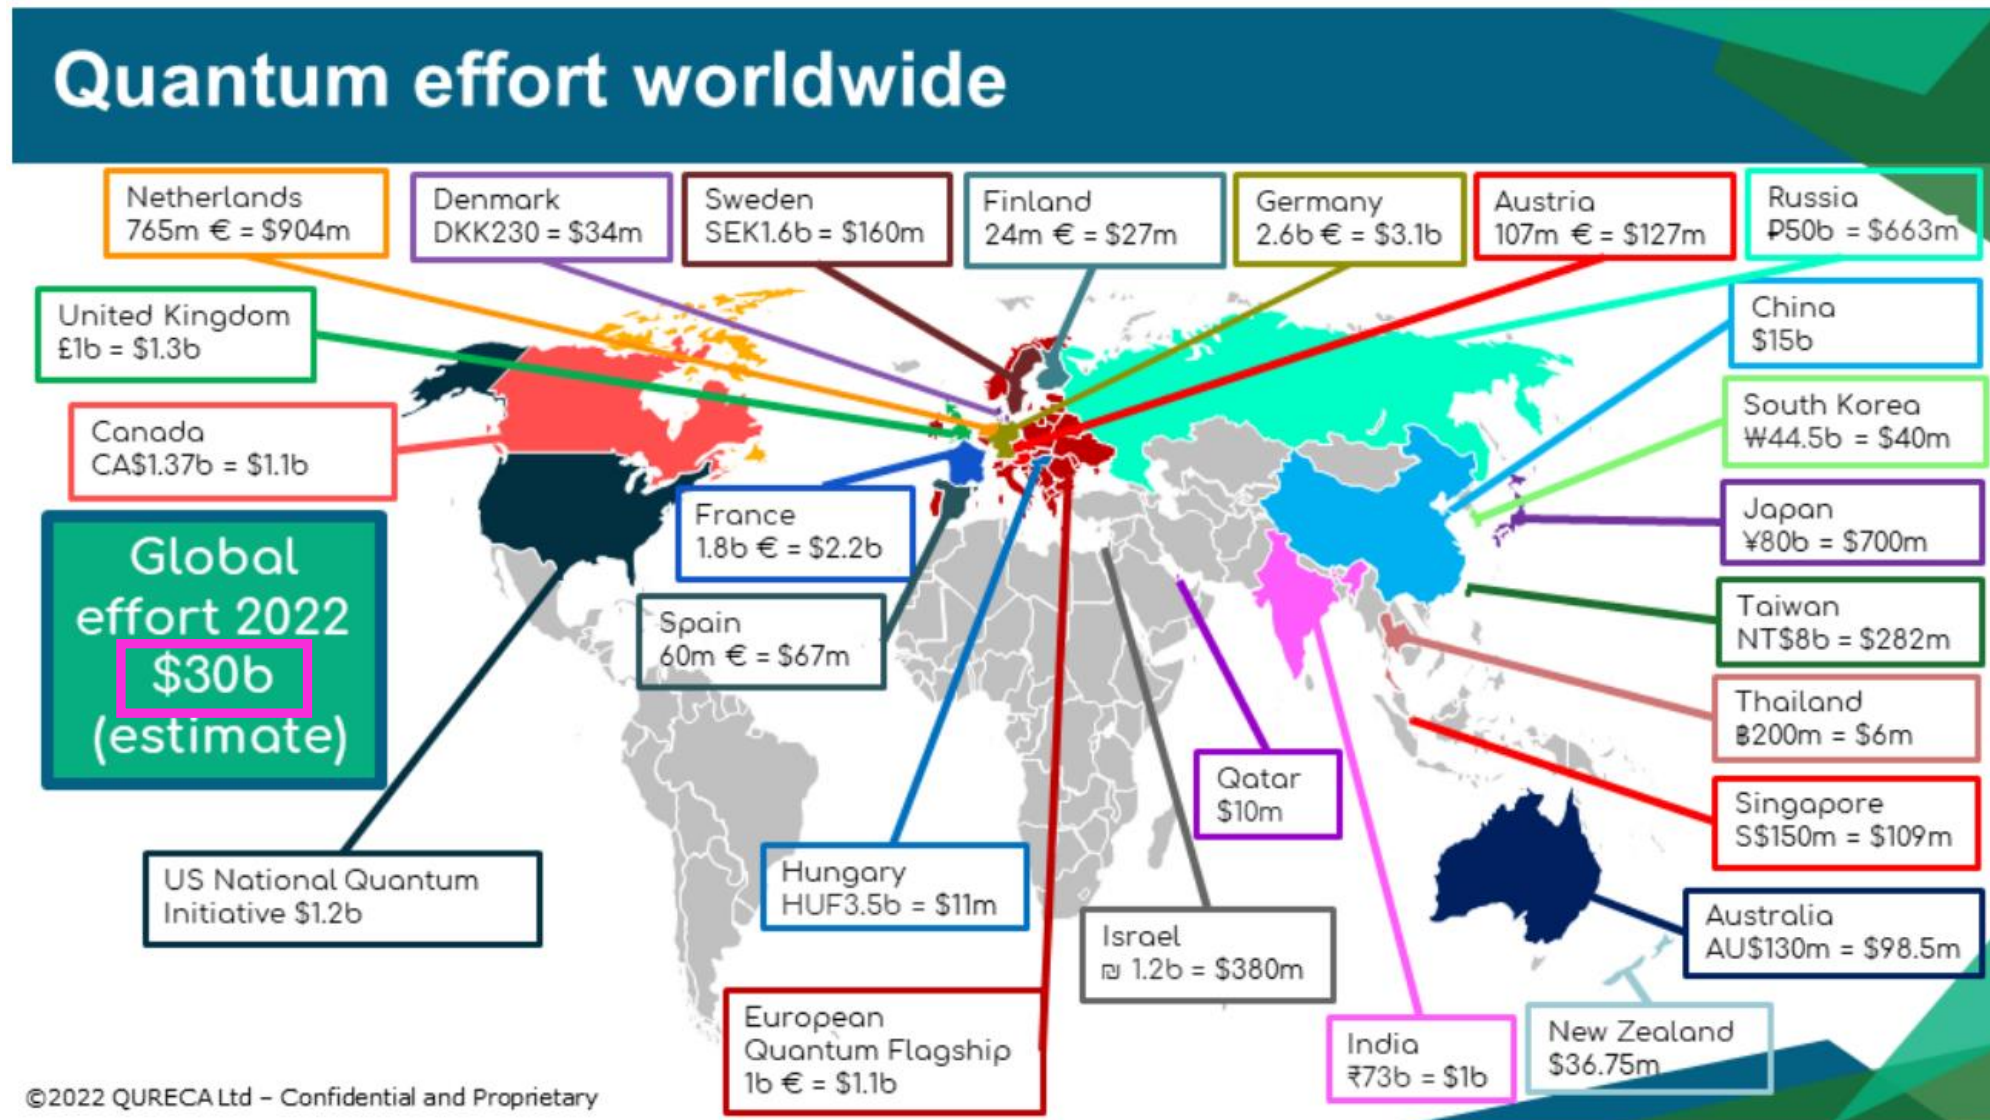 Quantum effort worldwide
Netherlands
765m € = $904m
Denmark
DKK230 = $34m
Sweden
SEK1.6b = $160m
Finland
24m € = $27m
Germany
2.6b € = $3.1b
Austria
107m € = $127m
Russia
₽50b = $663m
United Kingdom
£1b = $1.3b
China
$15b
Canada
CA$1.37b = $1.1b
South Korea
₩44.5b = $40m
France
1.8b € = $2.2b
Japan
¥80b = $700m
Global
effort 2022
$30b
(estimate)
Spain
60m € = $67m
Taiwan
NT$8b = $282m
Thailand
฿200m = $6m
Qatar
$10m
Singapore
S$150m = $109m
US National Quantum
Initiative $1.2b
Hungary
HUF3.5b = $11m
Israel
₪ 1.2b = $380m
Australia
AU$130m = $98.5m
European
Quantum Flagship
1b € = $1.1b
India
₹73b = $1b
New Zealand
$36.75m
©2022 QURECA Ltd – Confidential and Proprietary